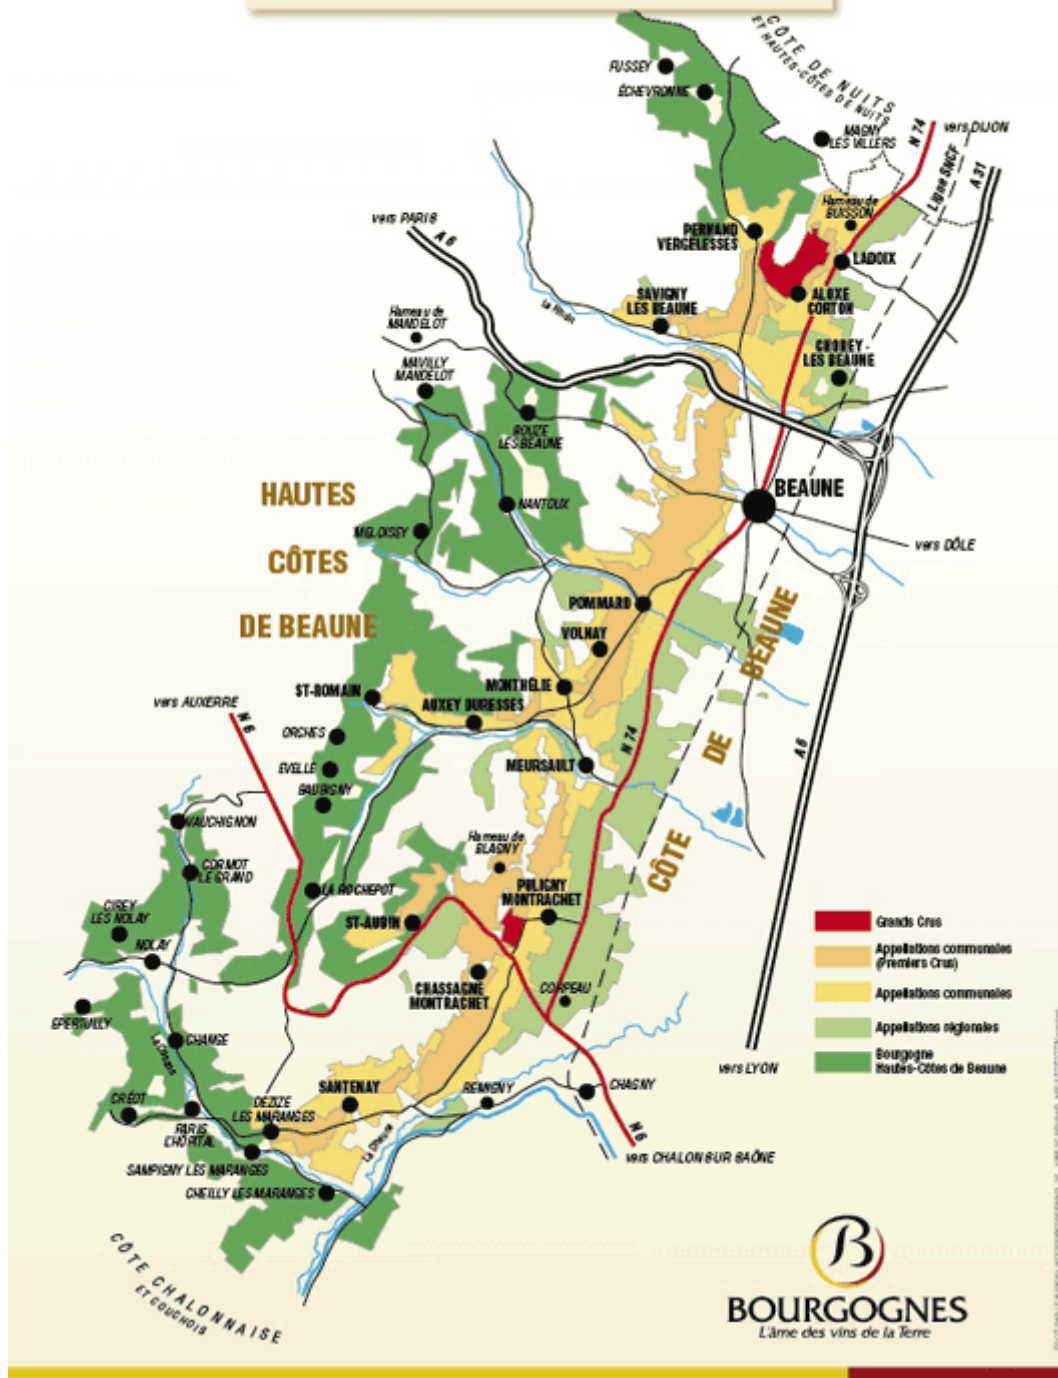 CÔTE DE NUITS
ET HAUTES-CÔTES DE NUITS
FUSSEY
ÉCHEVRONNE
MAGNY
LES VILLERS
N 74
vers DIJON
Ligne SNCF
A 31
vers PARIS
A 6
Hameau de
BUISSON
PERNAND
VERGELESSES
LADOIX
SAVIGNY
LES BEAUNE
ALOXE
CORTON
Hameau de
MANDELOT
CHOREY-
LES BEAUNE
MAVILLY
MANDELOT
BOUZE
LES BEAUNE
BEAUNE
HAUTES
CÔTES
DE BEAUNE
NANTOUX
MELOISEY
vers DÔLE
POMMARD
VOLNAY
CÔTE DE BEAUNE
MONTHÉLIE
ST-ROMAIN
AUXEY DURESSES
vers AUXERRE
N 6
ORCHES
N 74
A 6
EVELLE
MEURSAULT
BAUBIGNY
VAUCHIGNON
Hameau de
BLAGNY
CORMOT
LE GRAND
LA ROCHEPOT
PULIGNY
MONTRACHET
CIREY
LES NOLAY
ST-AUBIN
NOLAY
CHASSAGNE
MONTRACHET
CORPEAU
Grands Crus
Appellations communales
(Premiers Crus)
Appellations communales
Appellations régionales
Bourgogne
Hautes-Côtes de Beaune
EPERTULLY
CHANGE
vers LYON
SANTENAY
REMIGNY
CHAGNY
CRÉOT
DEZIZE
LES MARANGES
PARIS
L'HÔPITAL
La Dheune
N6
vers CHALON SUR SAÔNE
SAMPIGNY LES MARANGES
CHEILLY LES MARANGES
CÔTE CHALONNAISE
ET COUCHOIS
B
BOURGOGNES
L'âme des vins de la Terre